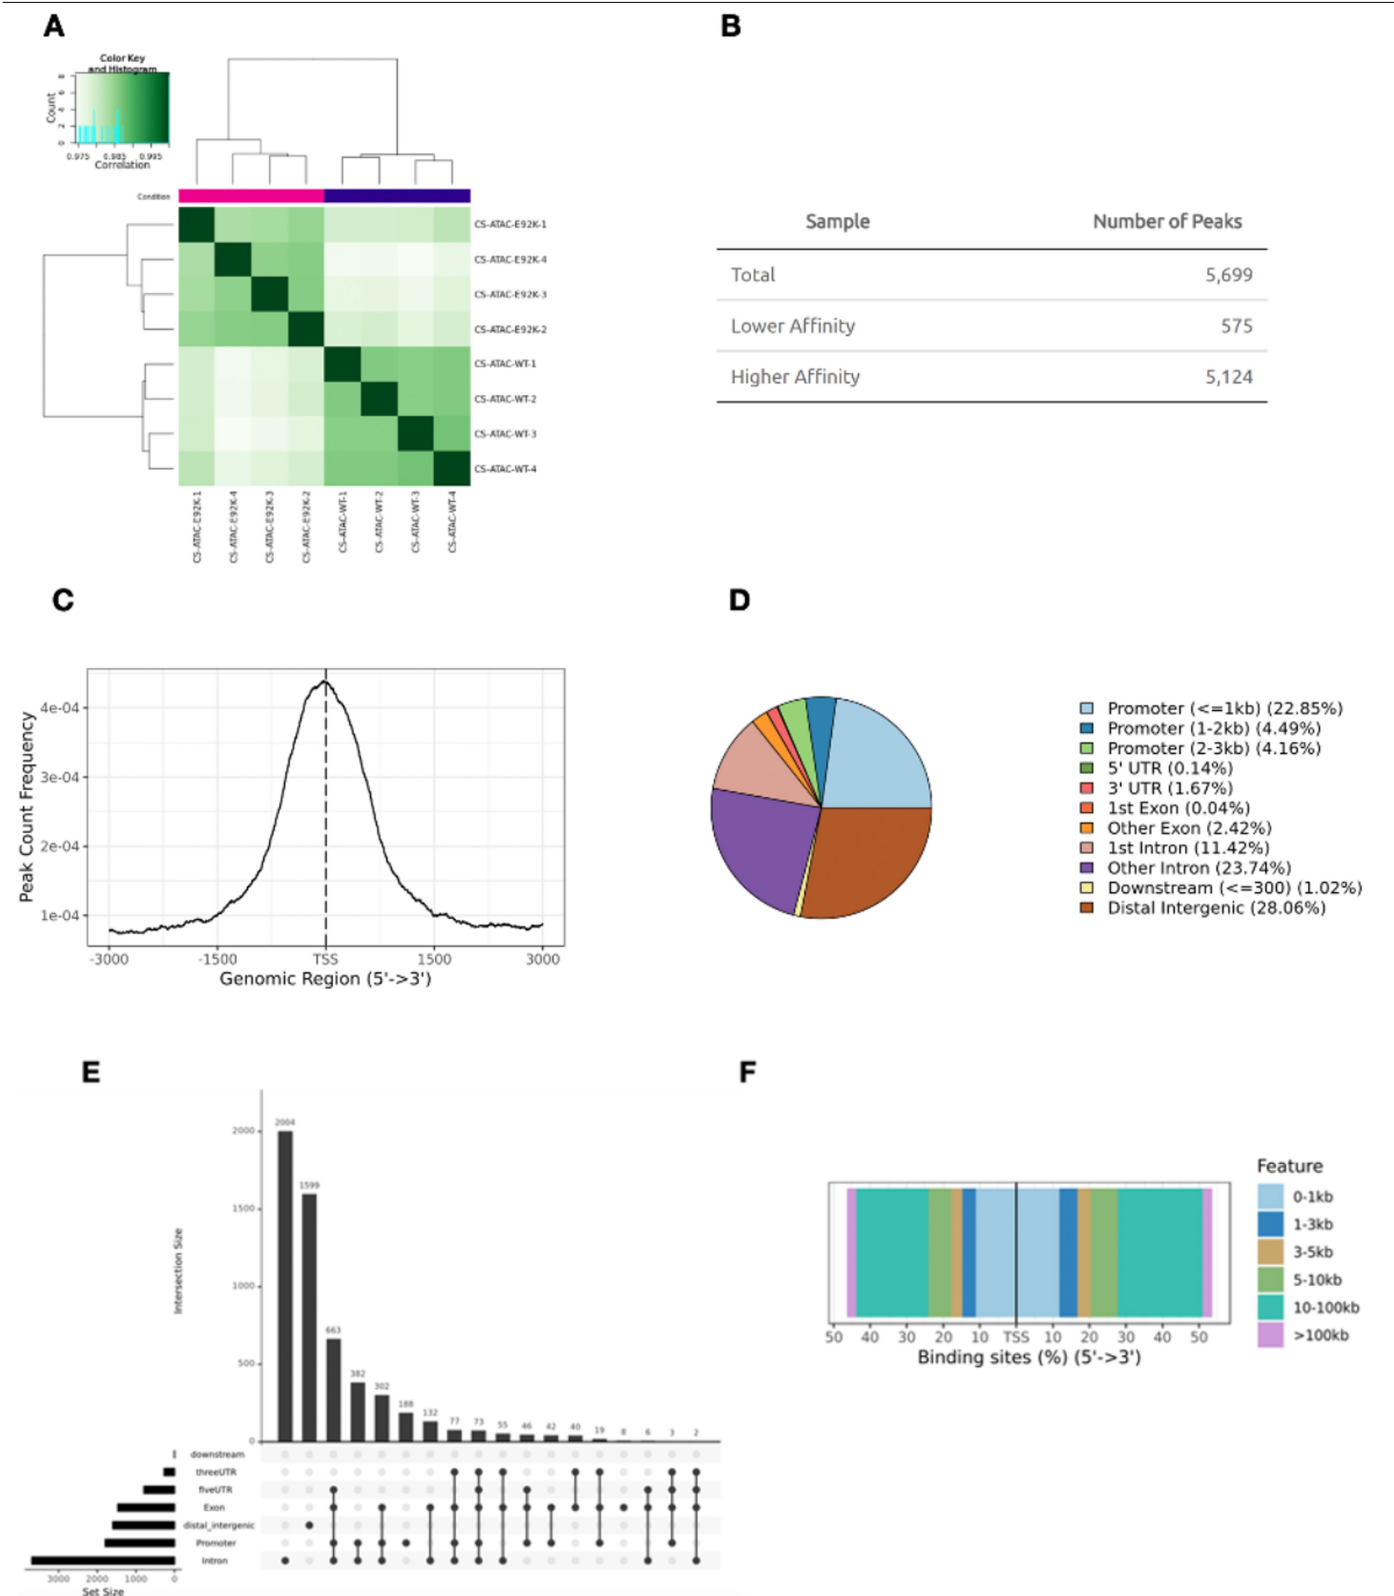 A
B
Color Key
and Histogram
Count
0 2 4 6 8
0.975 0.985 0.995
Correlation
Condition
CS-ATAC-E92K-1
CS-ATAC-E92K-4
CS-ATAC-E92K-3
CS-ATAC-E92K-2
CS-ATAC-WT-1
CS-ATAC-WT-2
CS-ATAC-WT-3
CS-ATAC-WT-4
CS-ATAC-E92K-1
CS-ATAC-E92K-4
CS-ATAC-E92K-3
CS-ATAC-E92K-2
CS-ATAC-WT-1
CS-ATAC-WT-2
CS-ATAC-WT-3
CS-ATAC-WT-4
Sample Number of Peaks
Total 5,699
Lower Affinity 575
Higher Affinity 5,124
C
D
Peak Count Frequency
4e-04
3e-04
2e-04
1e-04
-3000 -1500 TSS 1500 3000
Genomic Region (5'->3')
Promoter (<=1kb) (22.85%)
Promoter (1-2kb) (4.49%)
Promoter (2-3kb) (4.16%)
5' UTR (0.14%)
3' UTR (1.67%)
1st Exon (0.04%)
Other Exon (2.42%)
1st Intron (11.42%)
Other Intron (23.74%)
Downstream (<=300) (1.02%)
Distal Intergenic (28.06%)
E
F
Intersection Size
2000
1500
1000
500
0
2004 1599 663 382 302 188 132 77 73 55 46 42 40 19 8 6 3 2
downstream
threeUTR
fiveUTR
Exon
distal_intergenic
Promoter
Intron
3000 2000 1000 0
Set Size
50 40 30 20 10 TSS 10 20 30 40 50
Binding sites (%) (5'->3')
Feature
0-1kb
1-3kb
3-5kb
5-10kb
10-100kb
>100kb